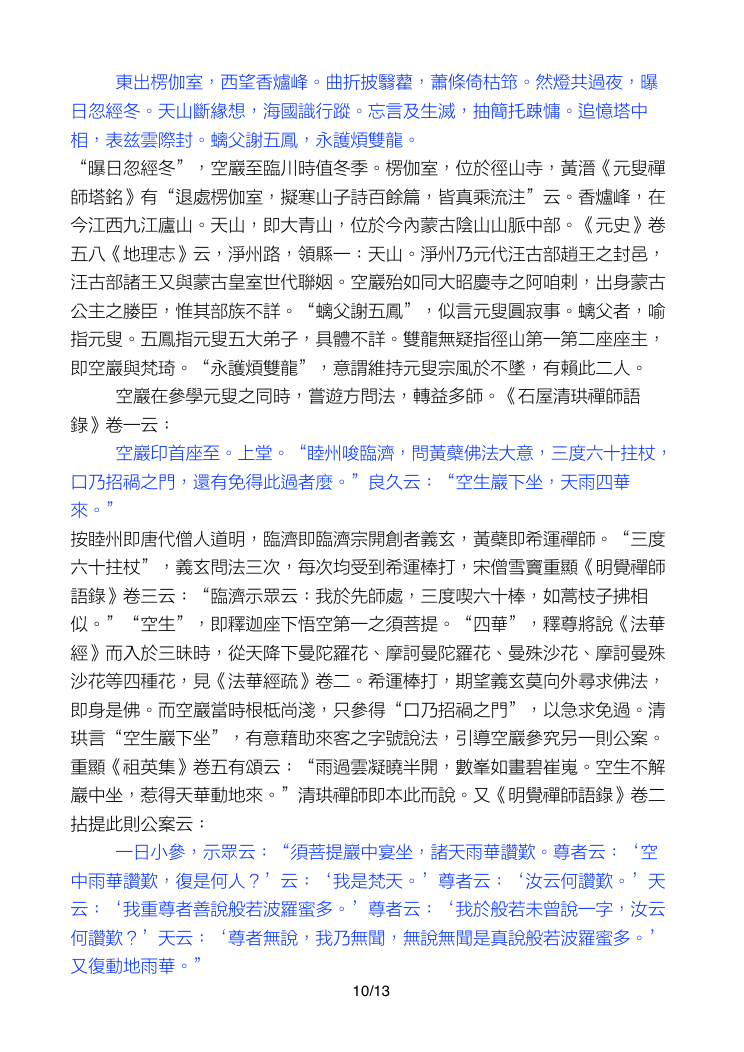 東出楞伽室，西望香爐峰。曲折披翳藿，蕭條倚枯筇。然燈共過夜，曝
日忽經冬。天山斷緣想，海國識行蹤。忘言及生滅，抽簡托踈慵。追憶塔中
相，表兹雲際封。螭父謝五鳳，永護煩雙龍。
“曝日忽經冬”，空巖至臨川時值冬季。楞伽室，位於徑山寺，黃溍《元叟禪
師塔銘》有“退處楞伽室，擬寒山子詩百餘篇，皆真乘流注”云。香爐峰，在
今江西九江廬山。天山，即大青山，位於今內蒙古陰山山脈中部。《元史》卷
五八《地理志》云，淨州路，領縣一：天山。淨州乃元代汪古部趙王之封邑，
汪古部諸王又與蒙古皇室世代聯姻。空巖殆如同大昭慶寺之阿咱剌，出身蒙古
公主之媵臣，惟其部族不詳。“螭父謝五鳳”，似言元叟圓寂事。螭父者，喻
指元叟。五鳳指元叟五大弟子，具體不詳。雙龍無疑指徑山第一第二座座主，
即空巖與梵琦。“永護煩雙龍”，意謂維持元叟宗風於不墜，有賴此二人。
空巖在參學元叟之同時，嘗遊方問法，轉益多師。《石屋清珙禪師語
錄》卷一云：
空巖印首座至。上堂。“睦州唆臨濟，問黃蘗佛法大意，三度六十拄杖，
口乃招禍之門，還有免得此過者麼。”良久云：“空生巖下坐，天雨四華
來。”
按睦州即唐代僧人道明，臨濟即臨濟宗開創者義玄，黃蘗即希運禪師。“三度
六十拄杖”，義玄問法三次，每次均受到希運棒打，宋僧雪竇重顯《明覺禪師
語錄》卷三云：“臨濟示眾云：我於先師處，三度喫六十棒，如蒿枝子拂相
似。”“空生”，即釋迦座下悟空第一之須菩提。“四華”，釋尊將說《法華
經》而入於三昧時，從天降下曼陀羅花、摩訶曼陀羅花、曼殊沙花、摩訶曼殊
沙花等四種花，見《法華經疏》卷二。希運棒打，期望義玄莫向外尋求佛法，
即身是佛。而空巖當時根柢尚淺，只參得“口乃招禍之門”，以急求免過。清
珙言“空生巖下坐”，有意藉助來客之字號說法，引導空巖參究另一則公案。
重顯《祖英集》卷五有頌云：“雨過雲凝曉半開，數峯如畫碧崔嵬。空生不解
巖中坐，惹得天華動地來。”清珙禪師即本此而說。又《明覺禪師語錄》卷二
拈提此則公案云：
一日小參，示眾云：“須菩提巖中宴坐，諸天雨華讚歎。尊者云：‘空
中雨華讚歎，復是何人？’云：‘我是梵天。’尊者云：‘汝云何讚歎。’天
云：‘我重尊者善說般若波羅蜜多。’尊者云：‘我於般若未曾說一字，汝云
何讚歎？’天云：‘尊者無說，我乃無聞，無說無聞是真說般若波羅蜜多。’
又復動地雨華。”
10/13